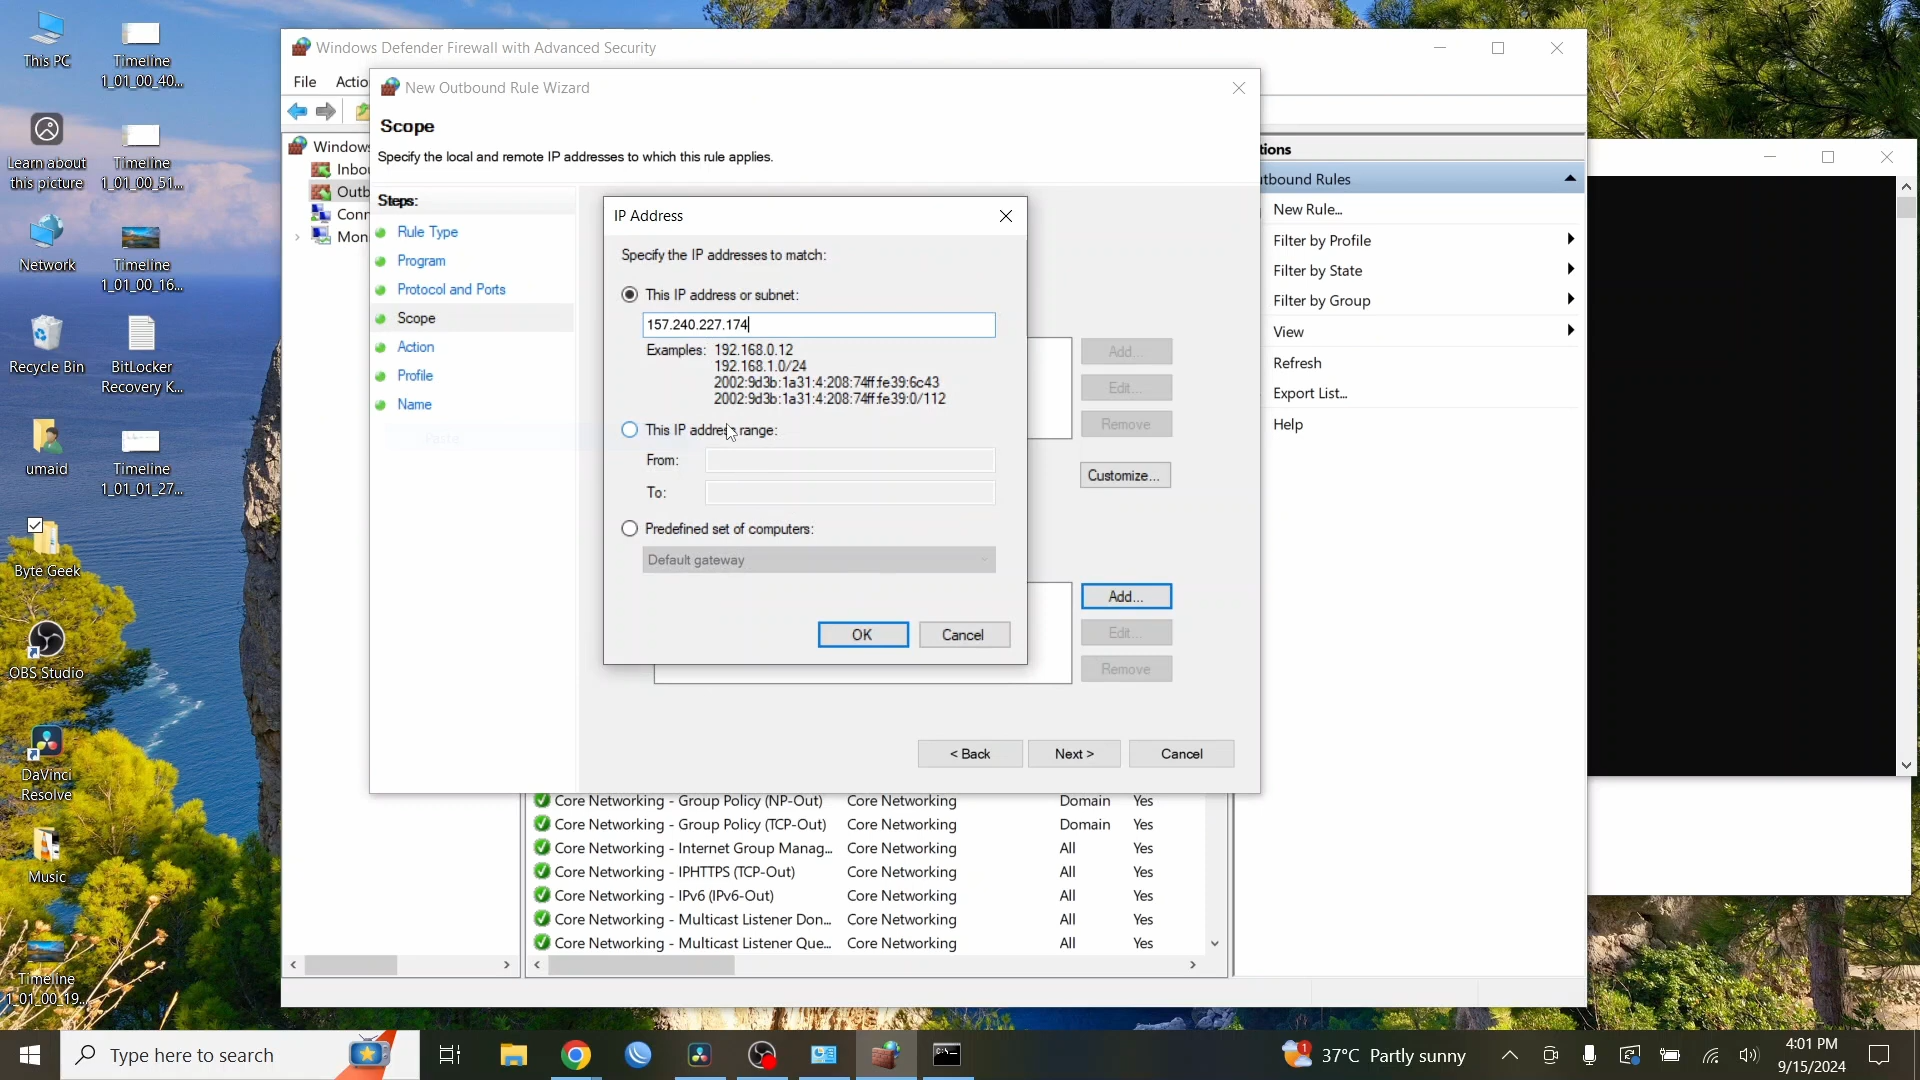 This PC
Timeline
1_01_00_40...
Learn about
this picture
Timeline
1_01_00_51...
Network
Timeline
1_01_00_16...
Recycle Bin
BitLocker
Recovery K...
umaid
Timeline
1_01_01_27...
Byte Geek
OBS Studio
DaVinci
Resolve
Music
Timeline
1_01_00_19...
Windows Defender Firewall with Advanced Security
File Actio
Windows
Inbou
Outb
Conn
Mon
New Outbound Rule Wizard
Scope
Specify the local and remote IP addresses to which this rule applies.
Steps:
Rule Type
Program
Protocol and Ports
Scope
Action
Profile
Name
IP Address
Specify the IP addresses to match:
This IP address or subnet:
157.240.227.174
Examples: 192.168.0.12
192.168.1.0/24
2002:9d3b:1a31:4:208:74ff:fe39:6c43
2002:9d3b:1a31:4:208:74ff:fe39:0/112
This IP address range:
From:
To:
Predefined set of computers:
Default gateway
OK Cancel
Add...
Edit...
Remove
Customize...
Add...
Edit...
Remove
< Back Next > Cancel
Core Networking - Group Policy (NP-Out) Core Networking Domain Yes
Core Networking - Group Policy (TCP-Out) Core Networking Domain Yes
Core Networking - Internet Group Manag... Core Networking All Yes
Core Networking - IPHTTPS (TCP-Out) Core Networking All Yes
Core Networking - IPv6 (IPv6-Out) Core Networking All Yes
Core Networking - Multicast Listener Don... Core Networking All Yes
Core Networking - Multicast Listener Que... Core Networking All Yes
tions
utbound Rules
New Rule...
Filter by Profile
Filter by State
Filter by Group
View
Refresh
Export List...
Help
Type here to search
1
37°C Partly sunny
4:01 PM
9/15/2024